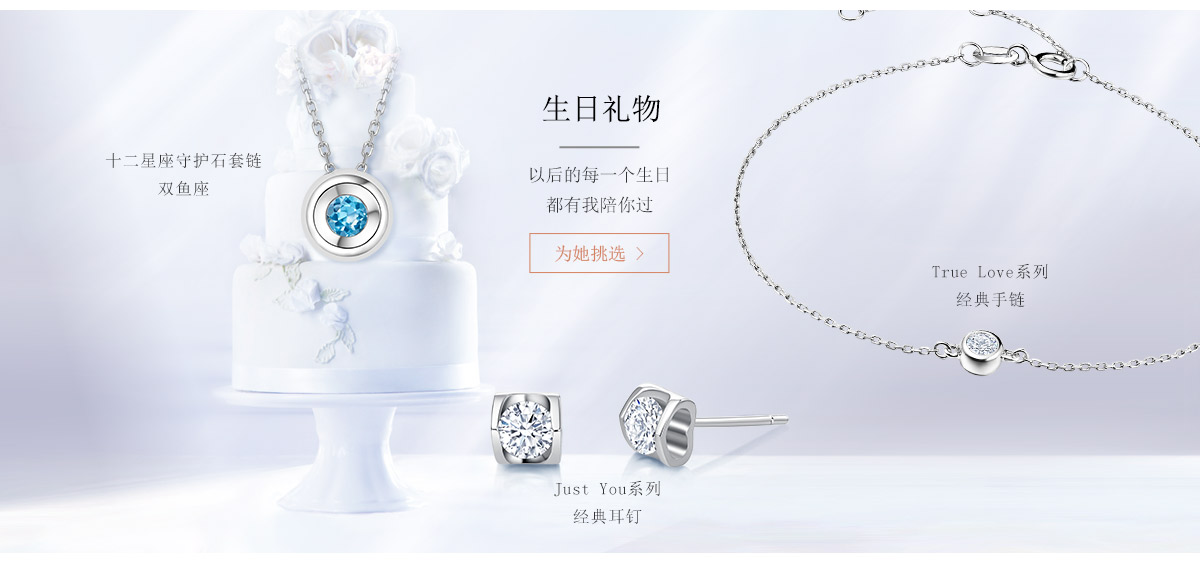 生日礼物
以后的每一个生日
都有我陪你过
为她挑选 >
十二星座守护石套链
双鱼座
True Love系列
经典手链
Just You系列
经典耳钉